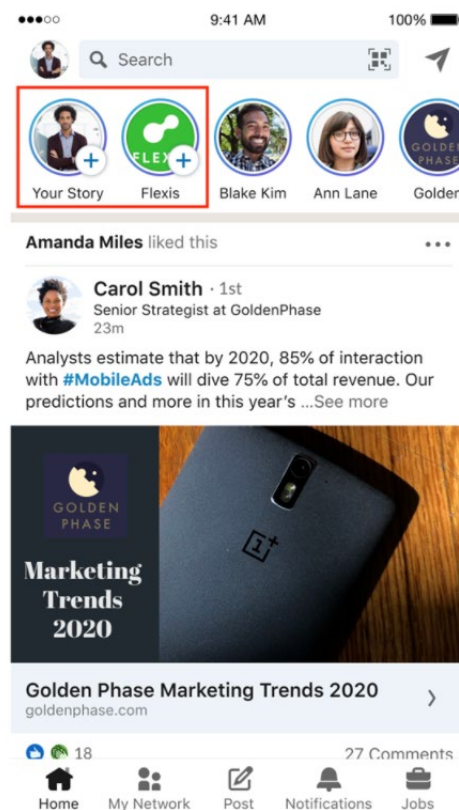 9:41 AM
100%
Search
FLEXIS
GOLDEN
PHASE
Your Story
Flexis
Blake Kim
Ann Lane
Golden
Amanda Miles liked this
Carol Smith · 1st
Senior Strategist at GoldenPhase
23m
Analysts estimate that by 2020, 85% of interaction
with #MobileAds will dive 75% of total revenue. Our
predictions and more in this year's ...See more
GOLDEN
PHASE
Marketing
Trends
2020
1+
Golden Phase Marketing Trends 2020
goldenphase.com
18
27 Comments
Home
My Network
Post
Notifications
Jobs